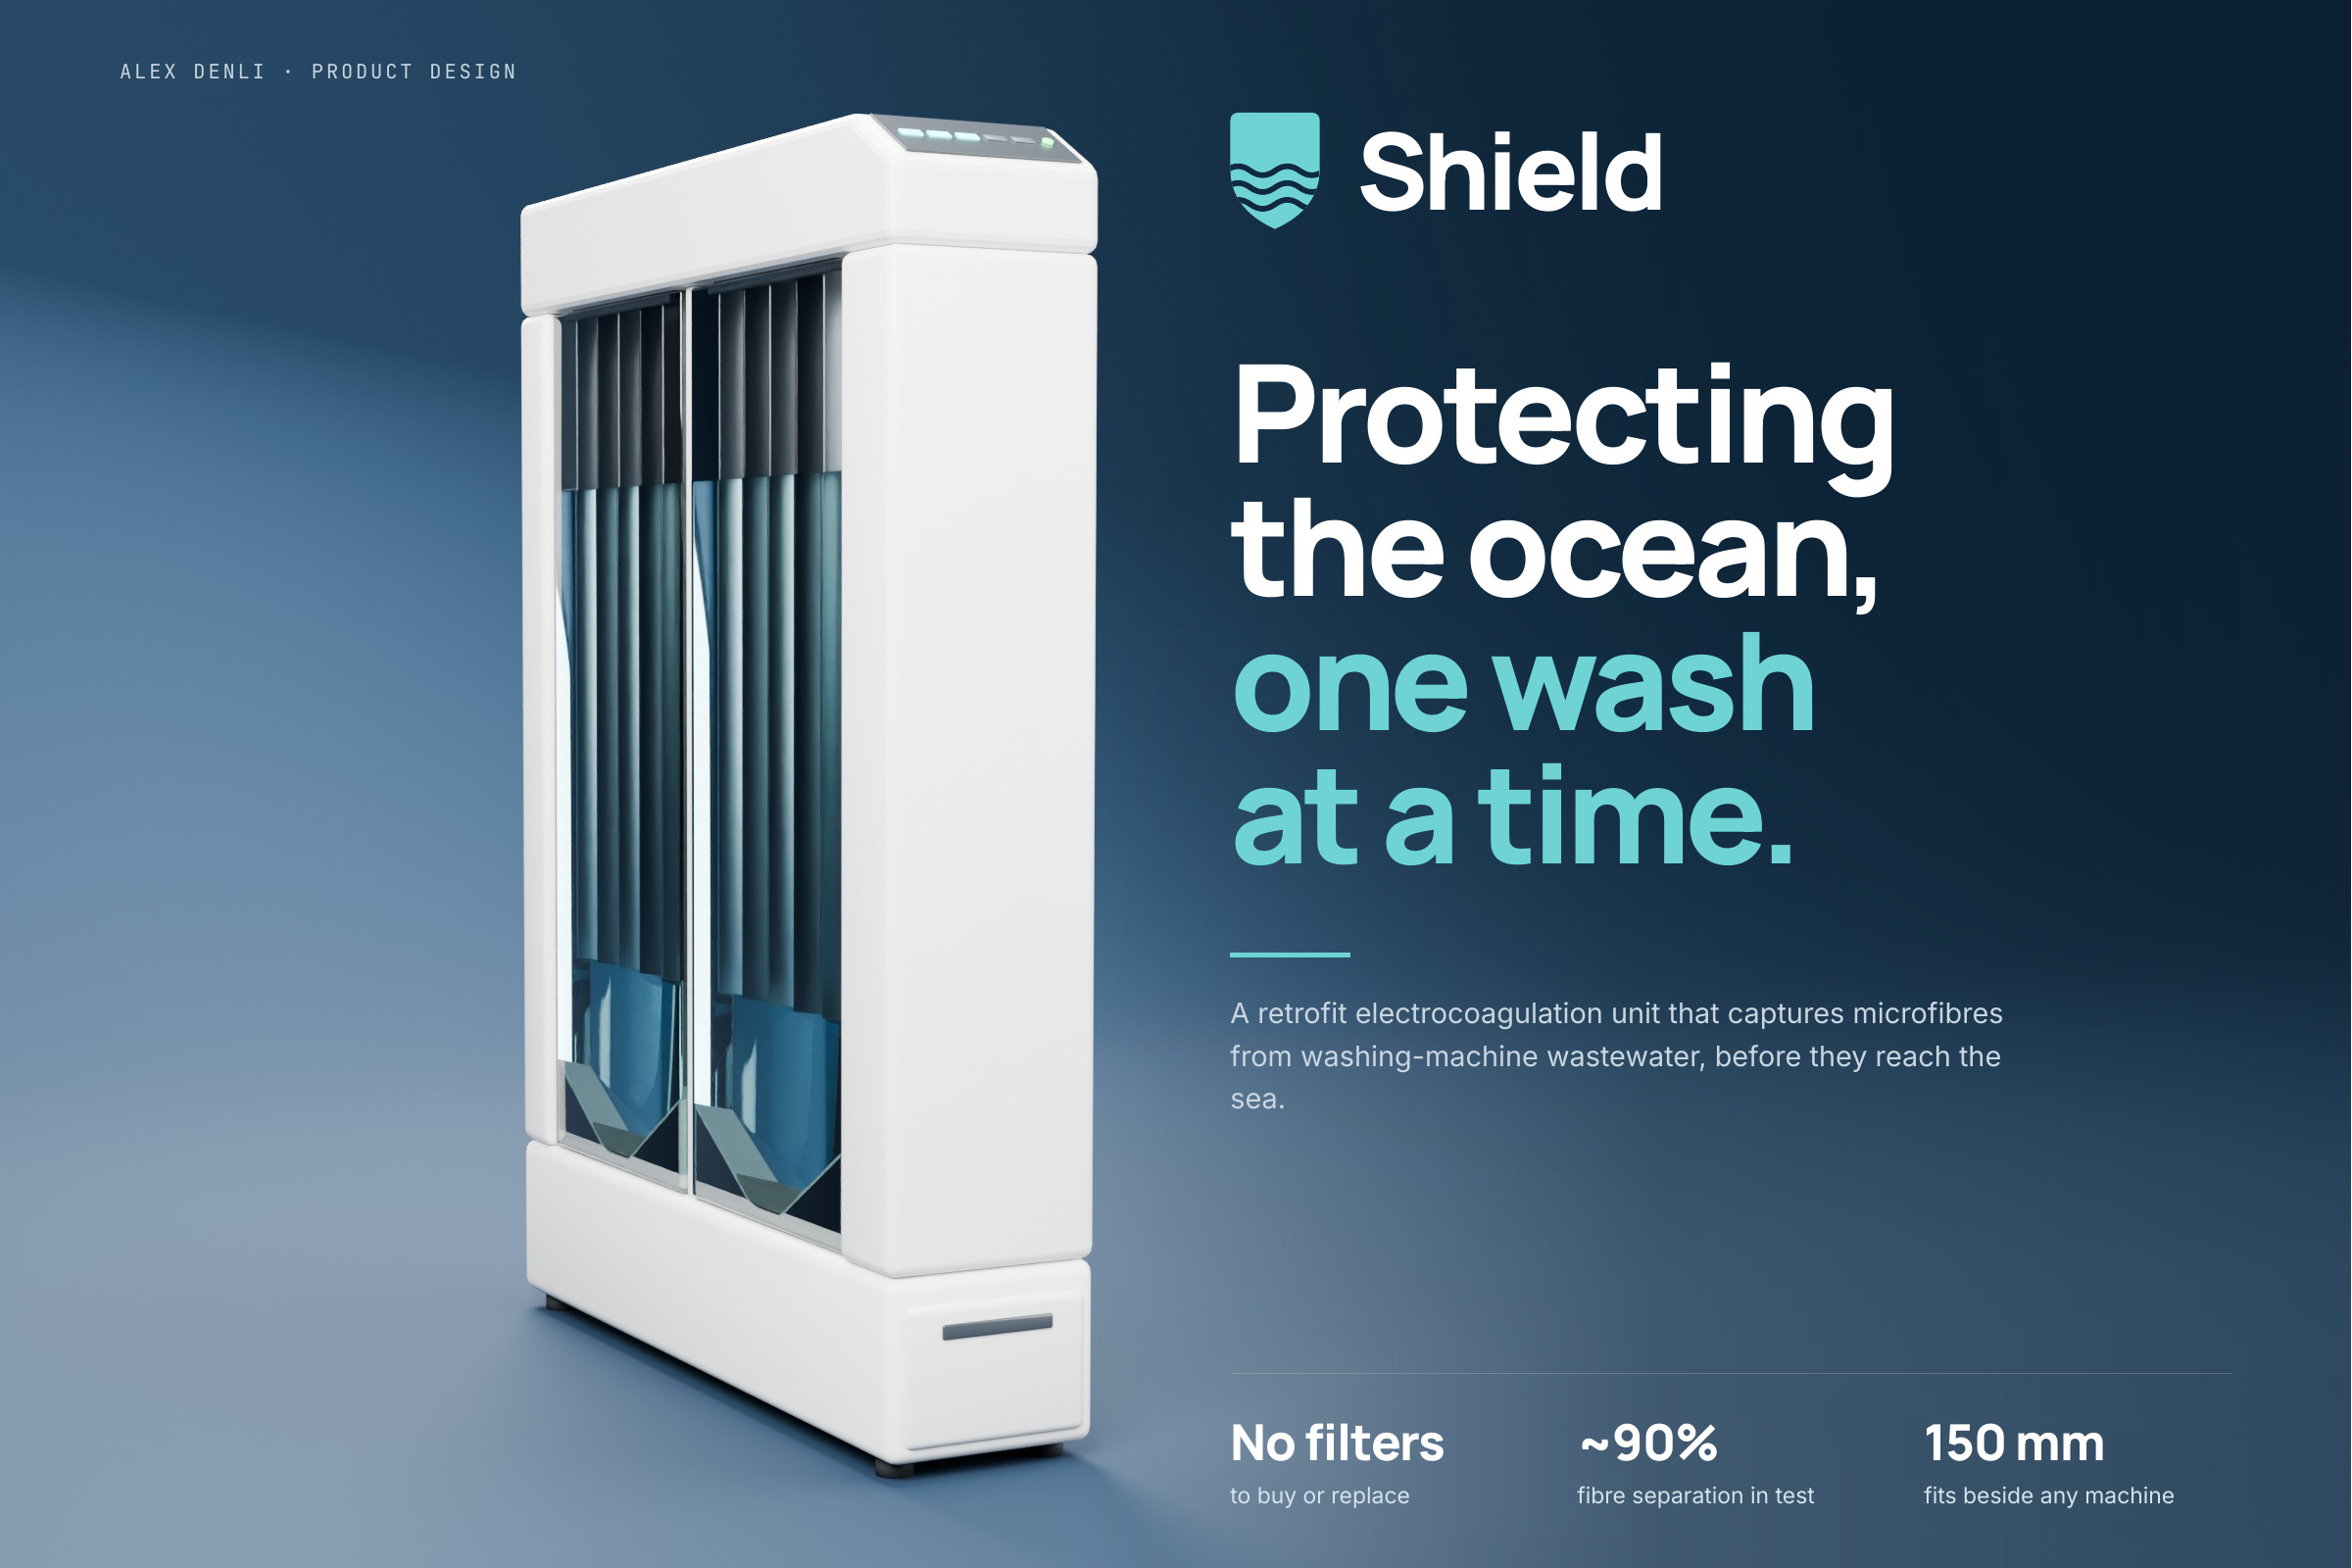 ALEX DENLI · PRODUCT DESIGN
Shield
Protecting
the ocean,
one wash
at a time.
A retrofit electrocoagulation unit that captures microfibres
from washing-machine wastewater, before they reach the
sea.
No filters
to buy or replace
~90%
fibre separation in test
150 mm
fits beside any machine